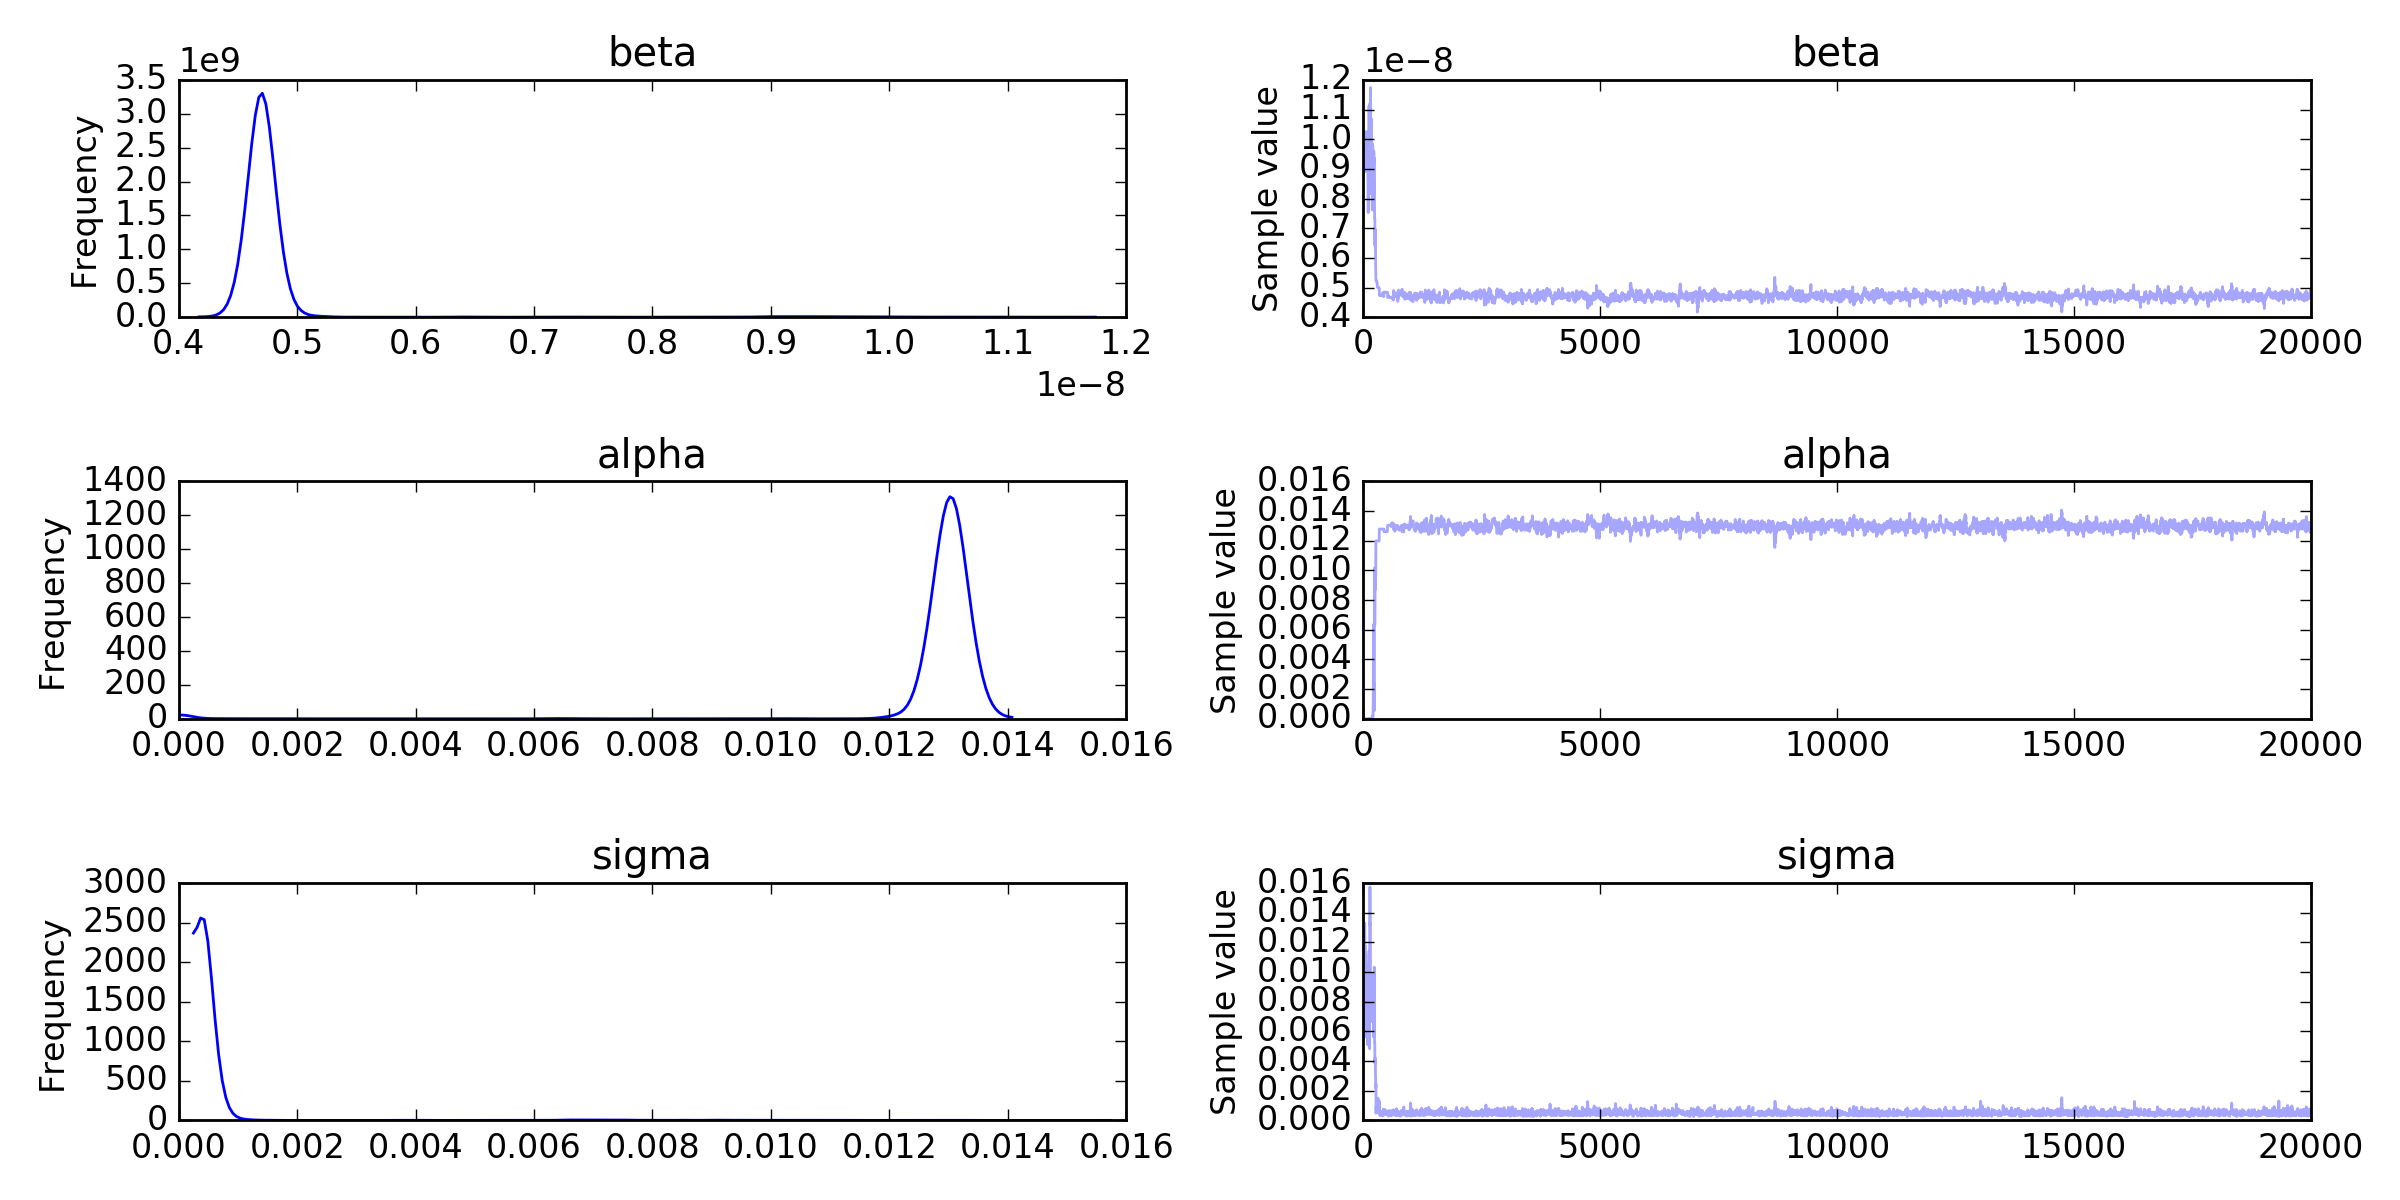 beta
1e9
3.5
3.0
2.5
2.0
1.5
1.0
0.5
0.0
Frequency
0.4 0.5 0.6 0.7 0.8 0.9 1.0 1.1 1.2
1e−8
beta
1e−8
1.2
1.1
1.0
0.9
0.8
0.7
0.6
0.5
0.4
Sample value
0 5000 10000 15000 20000
alpha
1400
1200
1000
800
600
400
200
0
Frequency
0.000 0.002 0.004 0.006 0.008 0.010 0.012 0.014 0.016
alpha
0.016
0.014
0.012
0.010
0.008
0.006
0.004
0.002
0.000
Sample value
0 5000 10000 15000 20000
sigma
3000
2500
2000
1500
1000
500
0
Frequency
0.000 0.002 0.004 0.006 0.008 0.010 0.012 0.014 0.016
sigma
0.016
0.014
0.012
0.010
0.008
0.006
0.004
0.002
0.000
Sample value
0 5000 10000 15000 20000